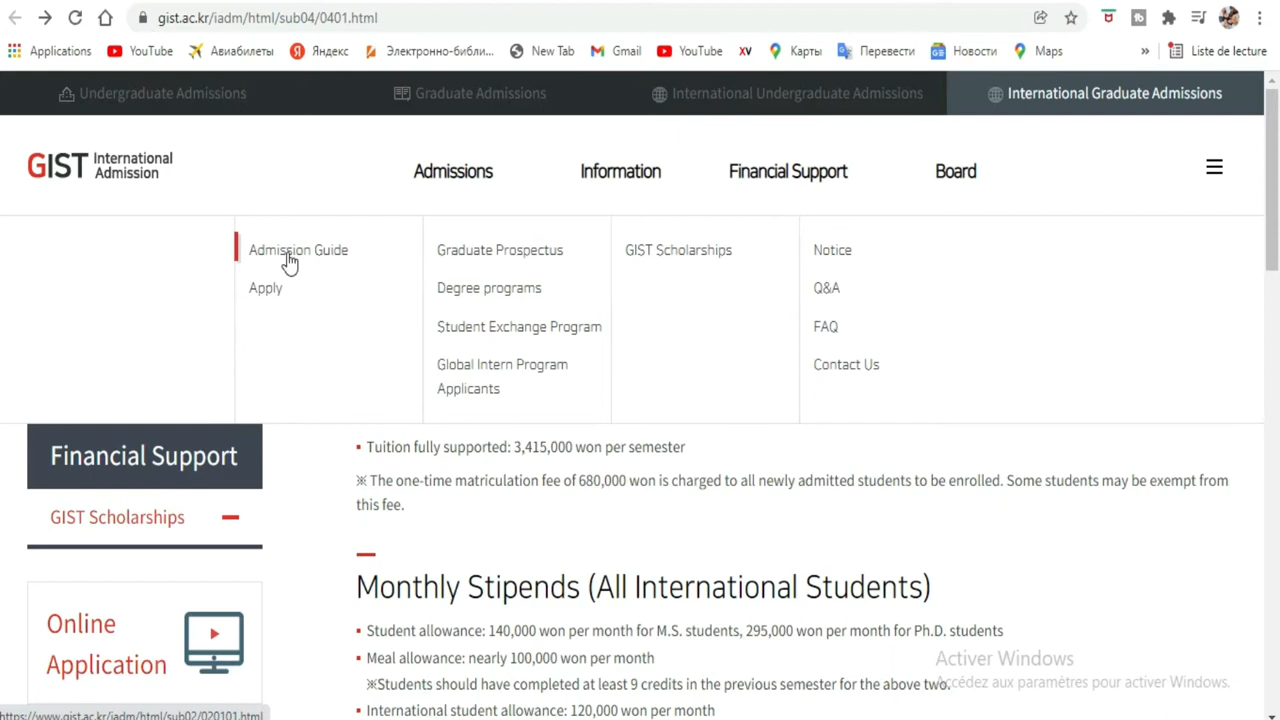 gist.ac.kr/iadm/html/sub04/0401.html
Applications YouTube Авиабилеты Яндекс Электронно-библи... New Tab Gmail YouTube XV Карты Перевести Новости Maps » Liste de lecture
Undergraduate Admissions Graduate Admissions International Undergraduate Admissions International Graduate Admissions
GIST International Admission
Admissions Information Financial Support Board
Admission Guide Graduate Prospectus GIST Scholarships Notice
Apply Degree programs Q&A
Student Exchange Program FAQ
Global Intern Program Contact Us
Applicants
Financial Support
GIST Scholarships
Online
Application
▪ Tuition fully supported: 3,415,000 won per semester
※ The one-time matriculation fee of 680,000 won is charged to all newly admitted students to be enrolled. Some students may be exempt from
this fee.
Monthly Stipends (All International Students)
▪ Student allowance: 140,000 won per month for M.S. students, 295,000 won per month for Ph.D. students
▪ Meal allowance: nearly 100,000 won per month
※Students should have completed at least 9 credits in the previous semester for the above two.
▪ International student allowance: 120,000 won per month
Activer Windows
Accédez aux paramètres pour activer Windows.
https://www.gist.ac.kr/iadm/html/sub02/020101.html